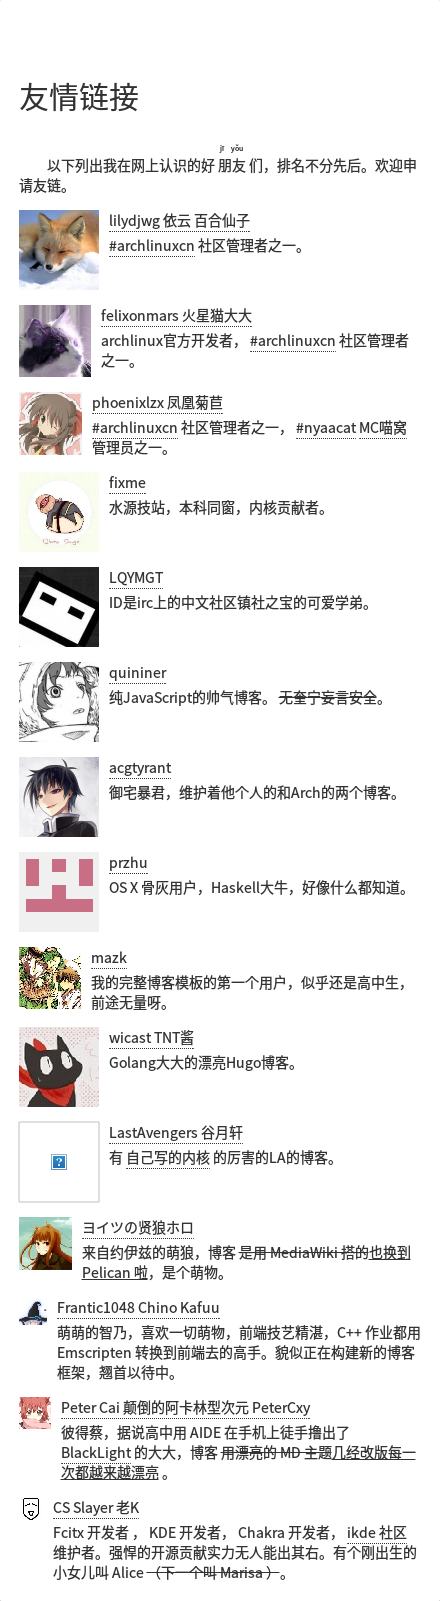 友情链接
jī yǒu
以下列出我在网上认识的好 朋友 们，排名不分先后。欢迎申
请友链。
lilydjwg 依云 百合仙子
#archlinuxcn 社区管理者之一。
felixonmars 火星猫大大
archlinux官方开发者， #archlinuxcn 社区管理者
之一。
phoenixlzx 凤凰菊苣
#archlinuxcn 社区管理者之一， #nyaacat MC喵窝
管理员之一。
fixme
水源技站，本科同窗，内核贡献者。
LQYMGT
ID是irc上的中文社区镇社之宝的可爱学弟。
quininer
纯JavaScript的帅气博客。 无奎宁妄言安全。
acgtyrant
御宅暴君，维护着他个人的和Arch的两个博客。
przhu
OS X 骨灰用户，Haskell大牛，好像什么都知道。
mazk
我的完整博客模板的第一个用户，似乎还是高中生，
前途无量呀。
wicast TNT酱
Golang大大的漂亮Hugo博客。
LastAvengers 谷月轩
有 自己写的内核 的厉害的LA的博客。
ヨイツの贤狼ホロ
来自约伊兹的萌狼，博客 是用 MediaWiki 搭的也换到
Pelican 啦，是个萌物。
Frantic1048 Chino Kafuu
萌萌的智乃，喜欢一切萌物，前端技艺精湛，C++ 作业都用
Emscripten 转换到前端去的高手。貌似正在构建新的博客
框架，翘首以待中。
Peter Cai 颠倒的阿卡林型次元 PeterCxy
彼得蔡，据说高中用 AIDE 在手机上徒手撸出了
BlackLight 的大大，博客 用漂亮的 MD 主题几经改版每一
次都越来越漂亮 。
CS Slayer 老K
Fcitx 开发者 ， KDE 开发者， Chakra 开发者， ikde 社区
维护者。强悍的开源贡献实力无人能出其右。有个刚出生的
小女儿叫 Alice （下一个叫 Marisa ）。